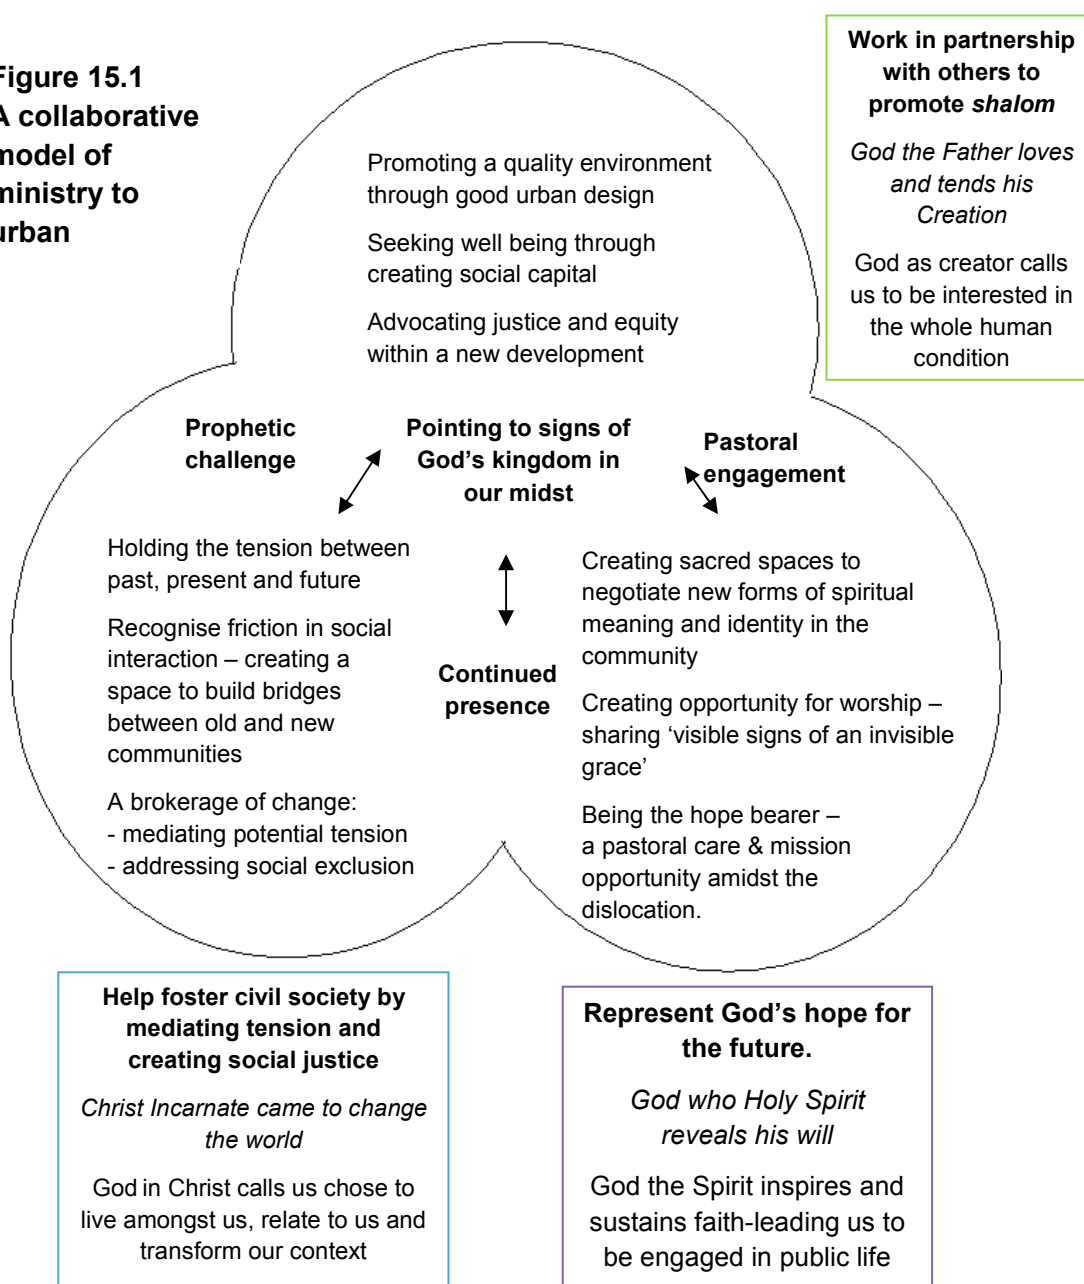 Figure 15.1
A collaborative
model of
ministry to
urban
Work in partnership
with others to
promote shalom
God the Father loves
and tends his
Creation
God as creator calls
us to be interested in
the whole human
condition
Promoting a quality environment
through good urban design
Seeking well being through
creating social capital
Advocating justice and equity
within a new development
Prophetic
challenge
Pointing to signs of
God’s kingdom in
our midst
Pastoral
engagement
Holding the tension between
past, present and future
Recognise friction in social
interaction – creating a
space to build bridges
between old and new
communities
A brokerage of change:
- mediating potential tension
- addressing social exclusion
Continued
presence
Creating sacred spaces to
negotiate new forms of spiritual
meaning and identity in the
community
Creating opportunity for worship –
sharing ‘visible signs of an invisible
grace’
Being the hope bearer –
a pastoral care & mission
opportunity amidst the
dislocation.
Help foster civil society by
mediating tension and
creating social justice
Christ Incarnate came to change
the world
God in Christ calls us chose to
live amongst us, relate to us and
transform our context
Represent God’s hope for
the future.
God who Holy Spirit
reveals his will
God the Spirit inspires and
sustains faith-leading us to
be engaged in public life